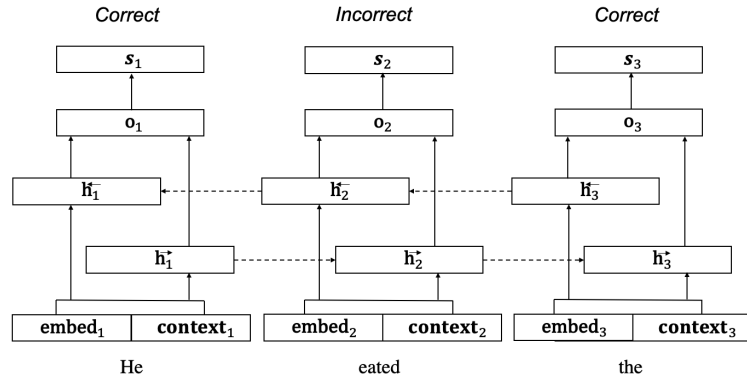 Correct Incorrect Correct
s₁ s₂ s₃
o₁ o₂ o₃
h₁← h₂← h₃←
h₁→ h₂→ h₃→
embed₁ context₁ embed₂ context₂ embed₃ context₃
He eated the